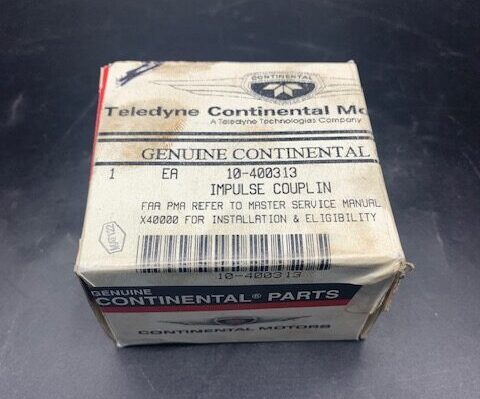 CONTINENTAL
Teledyne Continental Mo
A Teledyne Technologies Company
GENUINE CONTINENTAL
1 EA 10-400313
IMPULSE COUPLIN
FAA PMA REFER TO MASTER SERVICE MANUAL
X40000 FOR INSTALLATION & ELIGIBILITY
10-400313
GENUINE
CONTINENTAL® PARTS
CONTINENTAL MOTORS